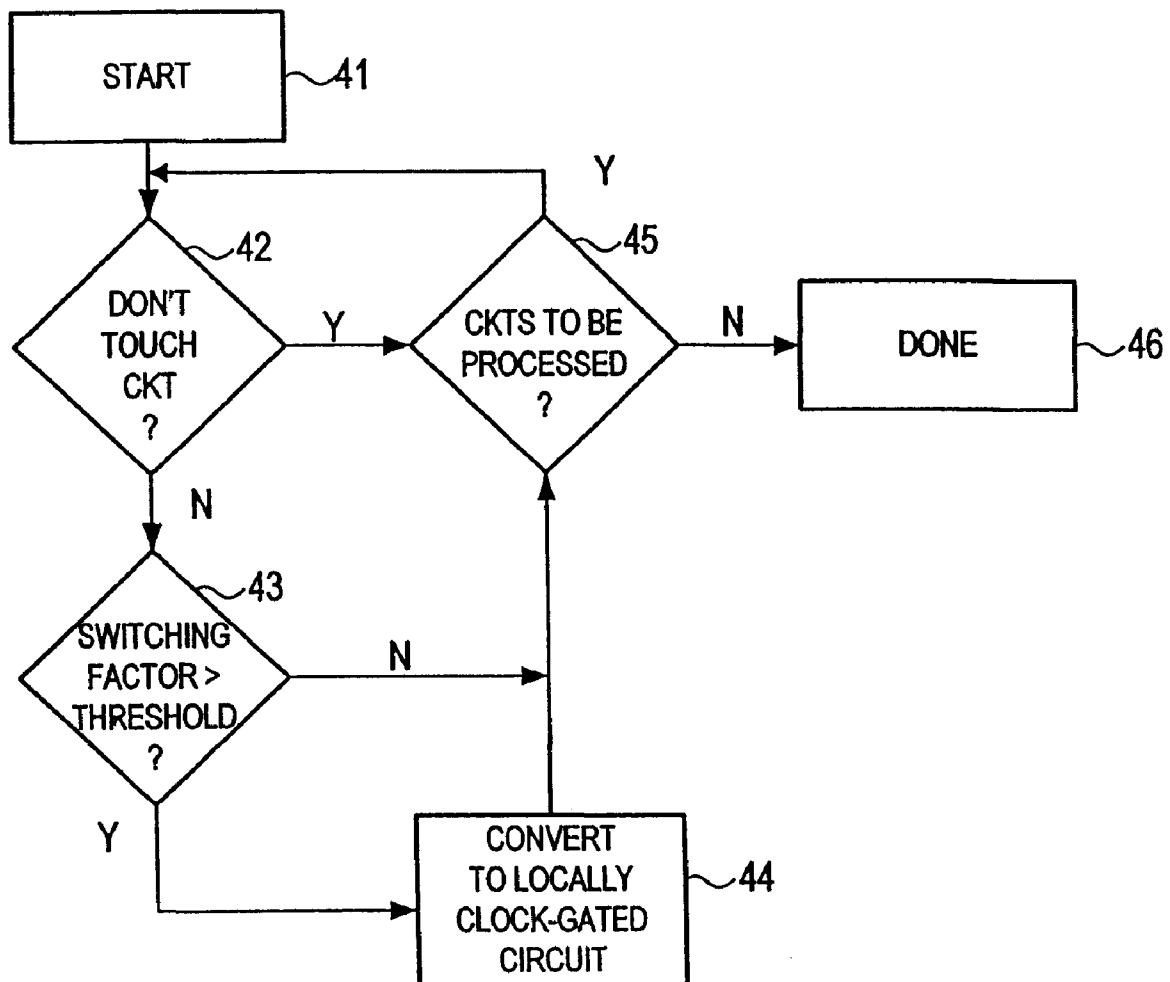 START
41
Y
42
45
DON'T
TOUCH
CKT
?
Y
CKTS TO BE
PROCESSED
?
N
DONE
46
N
43
SWITCHING
FACTOR >
THRESHOLD
?
N
Y
CONVERT
TO LOCALLY
CLOCK-GATED
CIRCUIT
44